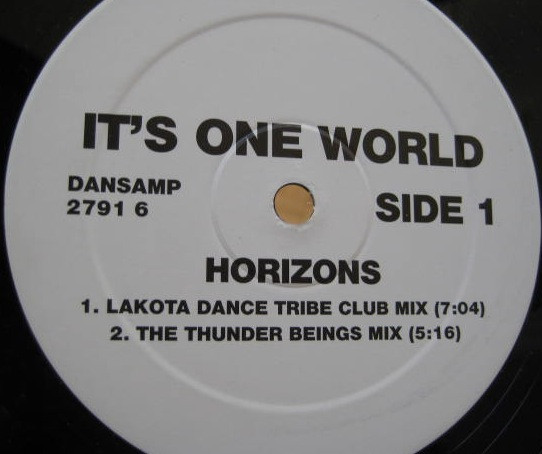 IT'S ONE WORLD
DANSAMP
2791 6
SIDE 1
HORIZONS
1. LAKOTA DANCE TRIBE CLUB MIX (7:04)
2. THE THUNDER BEINGS MIX (5:16)